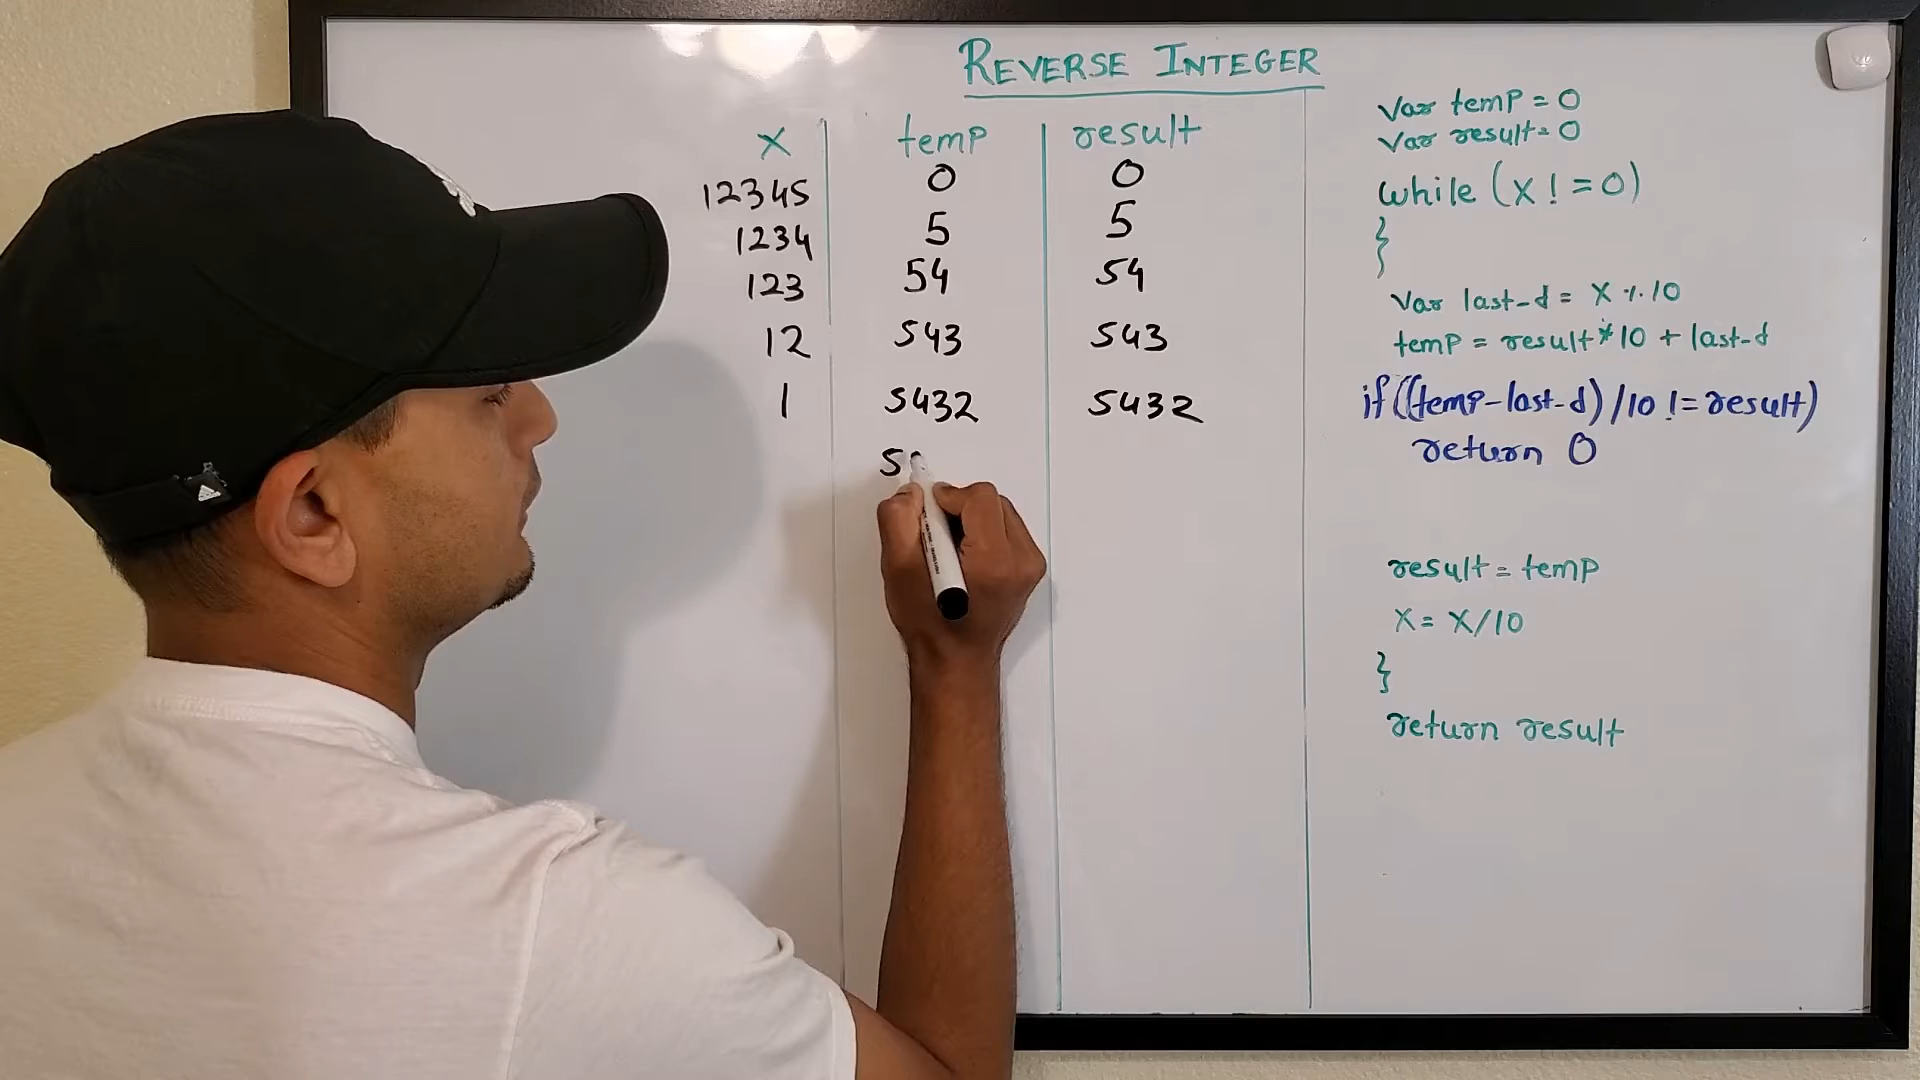 REVERSE INTEGER
x temp result
12345 0 0
1234 5 5
123 54 54
12 543 543
1 5432 5432
5
var temp = 0
var result = 0
while (x != 0)
}
var last_d = x % 10
temp = result * 10 + last_d
if ((temp-last_d)/10 != result)
return 0
result = temp
x = x/10
}
return result